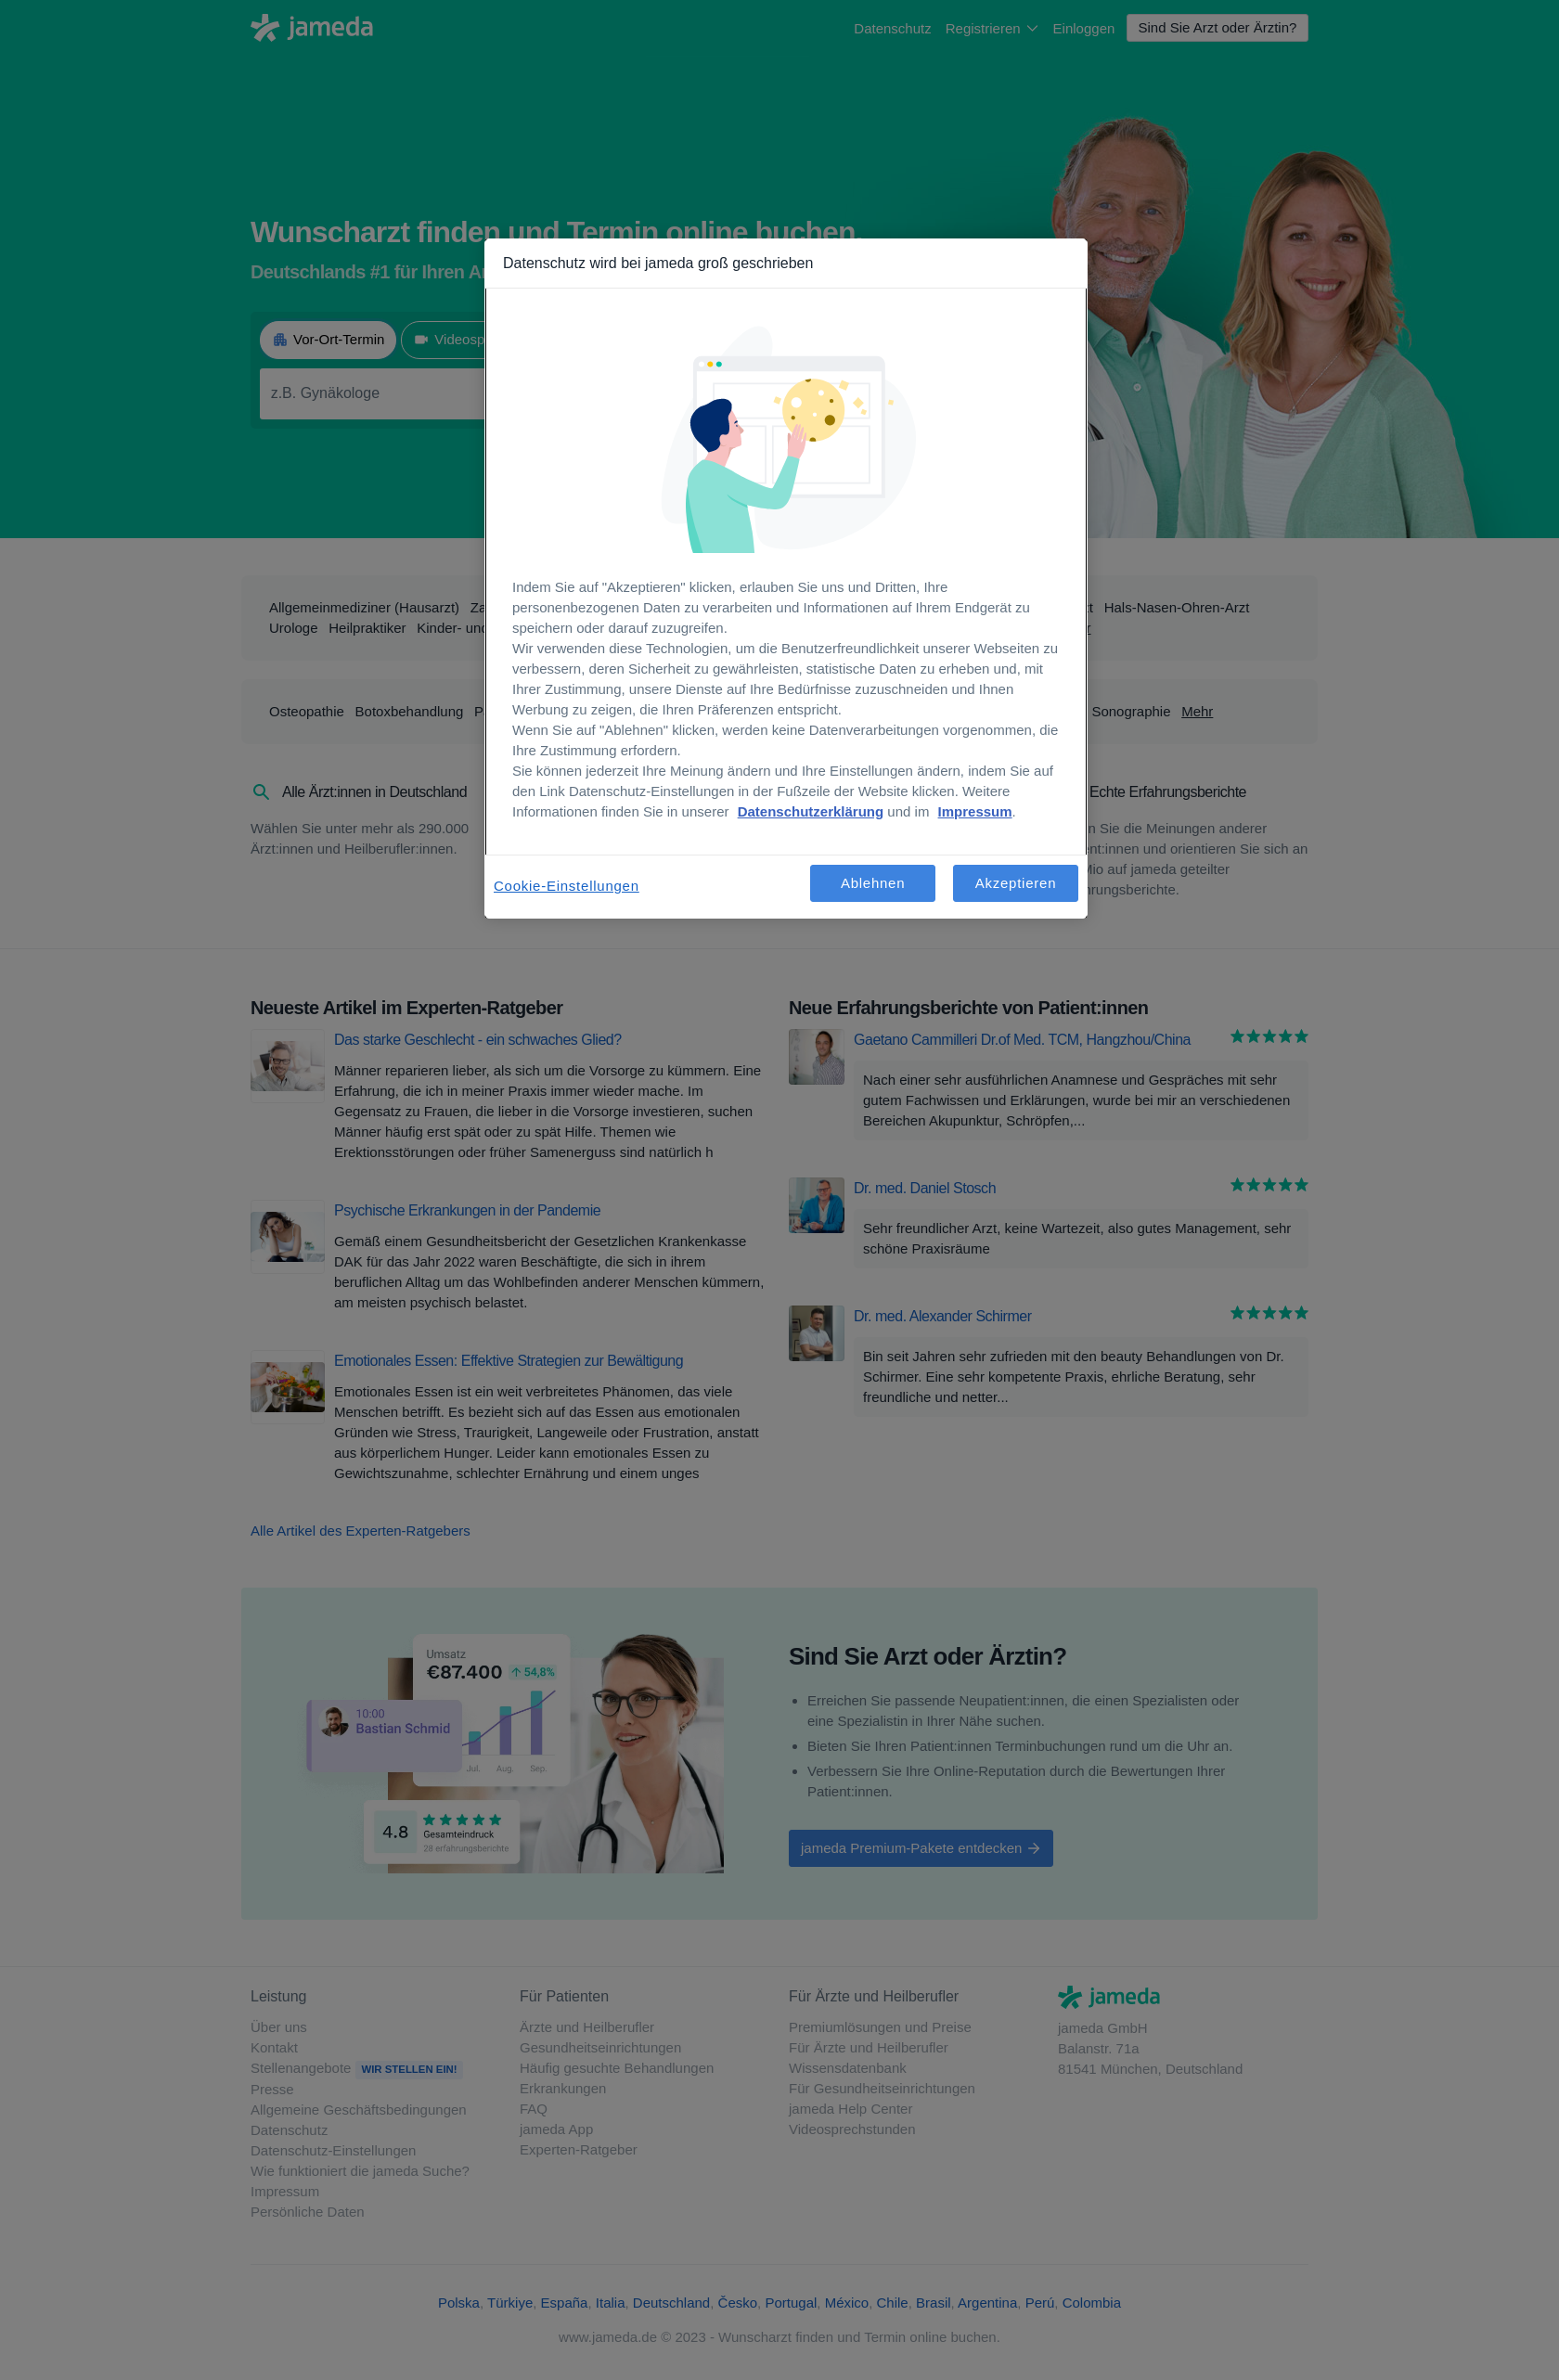 jameda
Datenschutz Registrieren Einloggen Sind Sie Arzt oder Ärztin?
Wunscharzt finden und Termin online buchen.
Deutschlands #1 für Ihren
Vor-Ort-Termin
z.B. Gynäkologe
Datenschutz wird bei jameda groß geschrieben
Indem Sie auf "Akzeptieren" klicken, erlauben Sie uns und Dritten, Ihre
personenbezogenen Daten zu verarbeiten und Informationen auf Ihrem Endgerät zu
speichern oder darauf zuzugreifen.
Wir verwenden diese Technologien, um die Benutzerfreundlichkeit unserer Webseiten zu
verbessern, deren Sicherheit zu gewährleisten, statistische Daten zu erheben und, mit
Ihrer Zustimmung, unsere Dienste auf Ihre Bedürfnisse zuzuschneiden und Ihnen
Werbung zu zeigen, die Ihren Präferenzen entspricht.
Wenn Sie auf "Ablehnen" klicken, werden keine Datenverarbeitungen vorgenommen, die
Ihre Zustimmung erfordern.
Sie können jederzeit Ihre Meinung ändern und Ihre Einstellungen ändern, indem Sie auf
den Link Datenschutz-Einstellungen in der Fußzeile der Website klicken. Weitere
Informationen finden Sie in unserer Datenschutzerklärung und im Impressum.
Cookie-Einstellungen Ablehnen Akzeptieren
Allgemeinmediziner (Hausarzt)
Hals-Nasen-Ohren-Arzt
Urologe Heilpraktiker Kinder- und
Osteopathie Botoxbehandlung
Sonographie Mehr
Alle Ärzt:innen in Deutschland
Wählen Sie unter mehr als 290.000
Ärzt:innen und Heilberufler:innen.
Echte Erfahrungsberichte
Sie die Meinungen anderer
und orientieren Sie sich an
Mio auf jameda geteilter
Neueste Artikel im Experten-Ratgeber
Das starke Geschlecht - ein schwaches Glied?
Männer reparieren lieber, als sich um die Vorsorge zu kümmern. Eine
Erfahrung, die ich in meiner Praxis immer wieder mache. Im
Gegensatz zu Frauen, die lieber in die Vorsorge investieren, suchen
Männer häufig erst spät oder zu spät Hilfe. Themen wie
Erektionsstörungen oder früher Samenerguss sind natürlich h
Psychische Erkrankungen in der Pandemie
Gemäß einem Gesundheitsbericht der Gesetzlichen Krankenkasse
DAK für das Jahr 2022 waren Beschäftigte, die sich in ihrem
beruflichen Alltag um das Wohlbefinden anderer Menschen kümmern,
am meisten psychisch belastet.
Emotionales Essen: Effektive Strategien zur Bewältigung
Emotionales Essen ist ein weit verbreitetes Phänomen, das viele
Menschen betrifft. Es bezieht sich auf das Essen aus emotionalen
Gründen wie Stress, Traurigkeit, Langeweile oder Frustration, anstatt
aus körperlichem Hunger. Leider kann emotionales Essen zu
Gewichtszunahme, schlechter Ernährung und einem unges
Alle Artikel des Experten-Ratgebers
Neue Erfahrungsberichte von Patient:innen
Gaetano Cammilleri Dr.of Med. TCM, Hangzhou/China
Nach einer sehr ausführlichen Anamnese und Gespräches mit sehr
gutem Fachwissen und Erklärungen, wurde bei mir an verschiedenen
Bereichen Akupunktur, Schröpfen,...
Dr. med. Daniel Stosch
Sehr freundlicher Arzt, keine Wartezeit, also gutes Management, sehr
schöne Praxisräume
Dr. med. Alexander Schirmer
Bin seit Jahren sehr zufrieden mit den beauty Behandlungen von Dr.
Schirmer. Eine sehr kompetente Praxis, ehrliche Beratung, sehr
freundliche und netter...
Umsatz
€87.400 54,8%
10:00
Bastian Schmid
Jul. Aug. Sep.
4.8
Gesamteindruck
28 erfahrungsberichte
Sind Sie Arzt oder Ärztin?
Erreichen Sie passende Neupatient:innen, die einen Spezialisten oder
eine Spezialistin in Ihrer Nähe suchen.
Bieten Sie Ihren Patient:innen Terminbuchungen rund um die Uhr an.
Verbessern Sie Ihre Online-Reputation durch die Bewertungen Ihrer
Patient:innen.
jameda Premium-Pakete entdecken
Leistung
Über uns
Kontakt
Stellenangebote WIR STELLEN EIN!
Presse
Allgemeine Geschäftsbedingungen
Datenschutz
Datenschutz-Einstellungen
Wie funktioniert die jameda Suche?
Impressum
Persönliche Daten
Für Patienten
Ärzte und Heilberufler
Gesundheitseinrichtungen
Häufig gesuchte Behandlungen
Erkrankungen
FAQ
jameda App
Experten-Ratgeber
Für Ärzte und Heilberufler
Premiumlösungen und Preise
Für Ärzte und Heilberufler
Wissensdatenbank
Für Gesundheitseinrichtungen
jameda Help Center
Videosprechstunden
jameda
jameda GmbH
Balanstr. 71a
81541 München, Deutschland
Polska, Türkiye, España, Italia, Deutschland, Česko, Portugal, México, Chile, Brasil, Argentina, Perú, Colombia
www.jameda.de © 2023 - Wunscharzt finden und Termin online buchen.